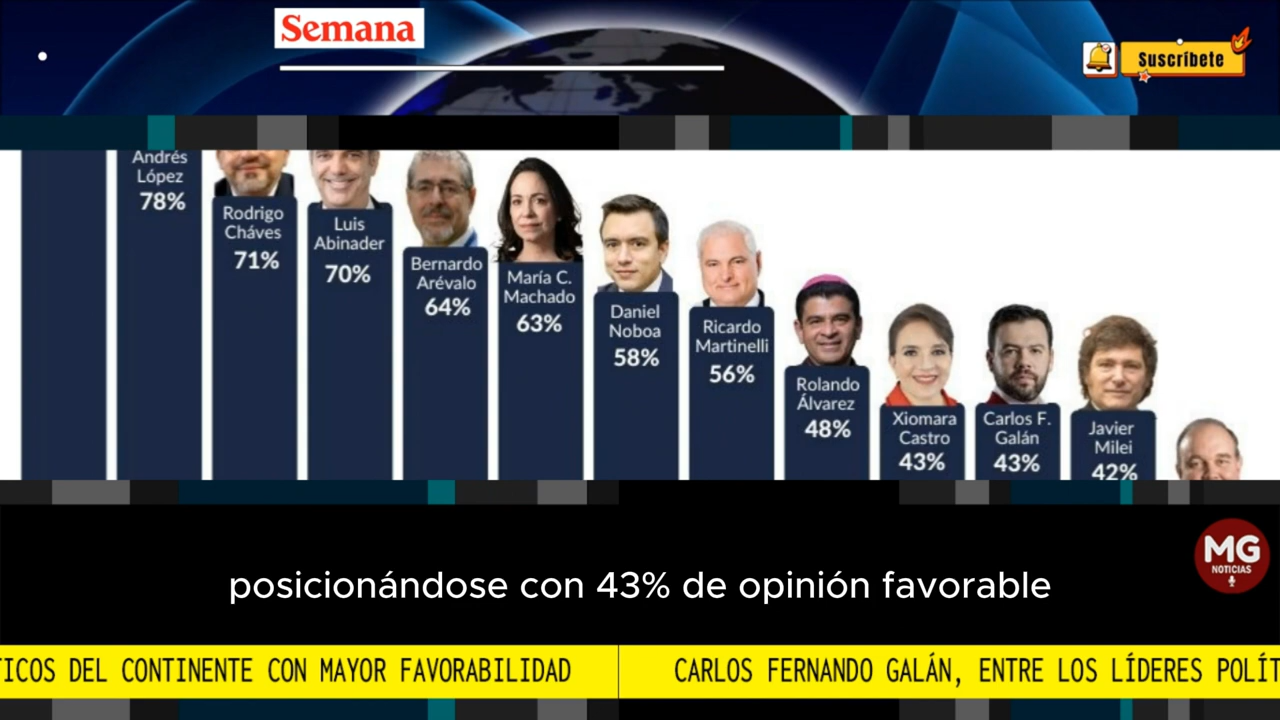 Semana
Suscríbete
Andrés
López
78%
Rodrigo
Cháves
71%
Luis
Abinader
70%
Bernardo
Arévalo
64%
María C.
Machado
63%
Daniel
Noboa
58%
Ricardo
Martinelli
56%
Rolando
Álvarez
48%
Xiomara
Castro
43%
Carlos F.
Galán
43%
Javier
Milei
42%
posicionándose con 43% de opinión favorable
MG
NOTICIAS
TICOS DEL CONTINENTE CON MAYOR FAVORABILIDAD
CARLOS FERNANDO GALÁN, ENTRE LOS LÍDERES POLÍT